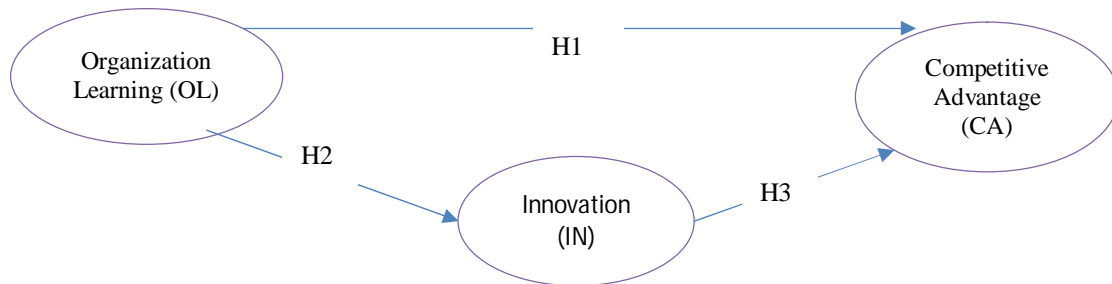 H1
Organization
Learning (OL)
Competitive
Advantage
(CA)
H2
Innovation
(IN)
H3